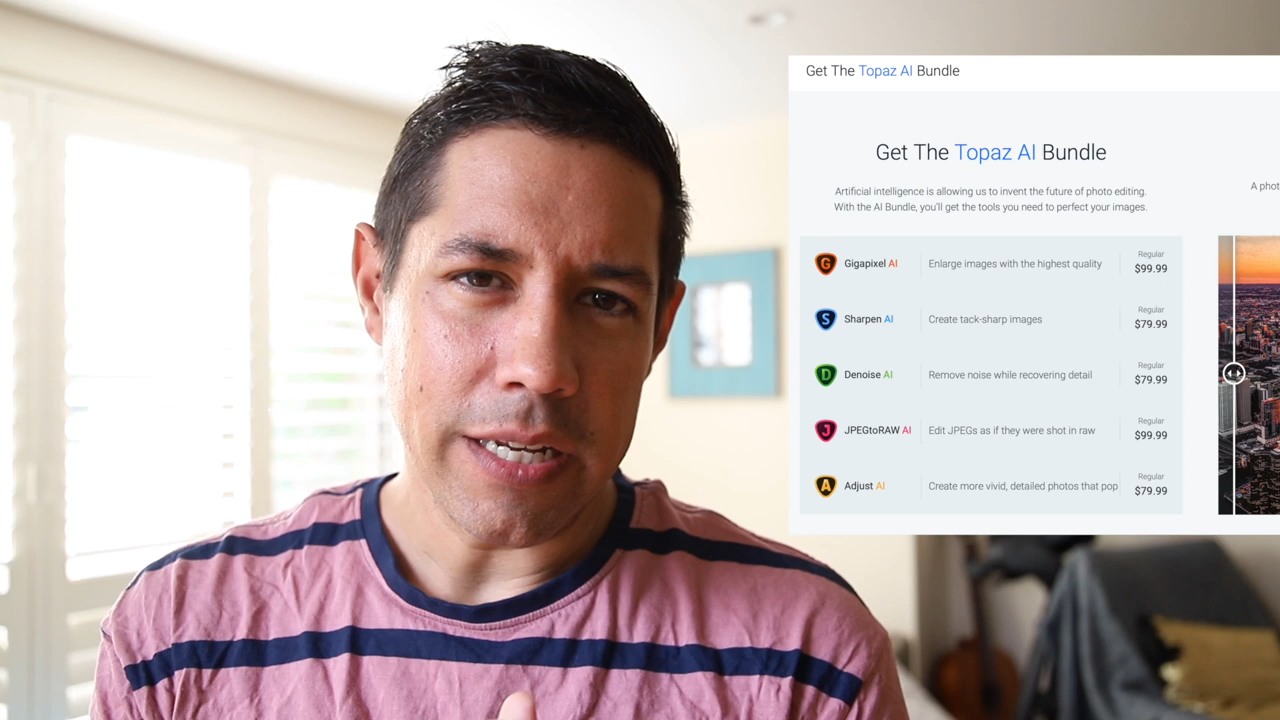 Get The Topaz AI Bundle
Get The Topaz AI Bundle
Artificial intelligence is allowing us to invent the future of photo editing.
With the AI Bundle, you'll get the tools you need to perfect your images.
A phot
G Gigapixel AI Enlarge images with the highest quality Regular $99.99
S Sharpen AI Create tack-sharp images Regular $79.99
D Denoise AI Remove noise while recovering detail Regular $79.99
J JPEGtoRAW AI Edit JPEGs as if they were shot in raw Regular $99.99
A Adjust AI Create more vivid, detailed photos that pop Regular $79.99